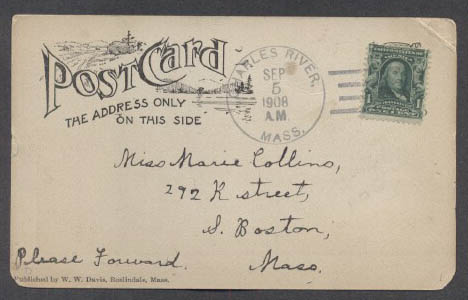 POST CARD
THE ADDRESS ONLY
ON THIS SIDE
CHARLES RIVER,
SEP
5
1908
A.M.
MASS.
Miss Marie Collins,
292 K street,
S. Boston,
Please Forward. Mass.
Published by W. W. Davis, Roslindale, Mass.